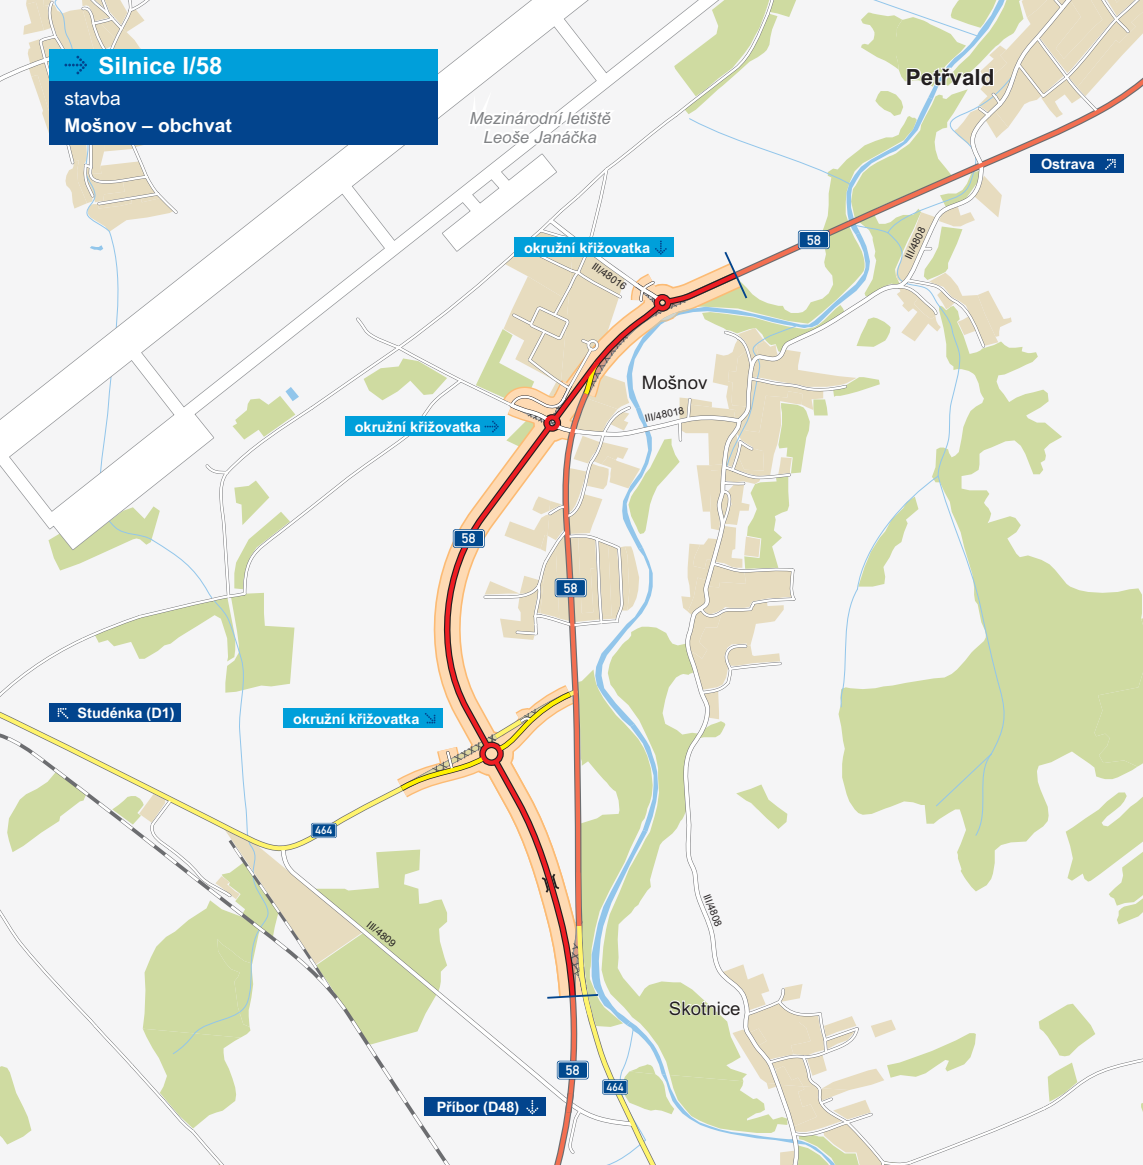 Silnice I/58
stavba
Mošnov – obchvat
Petřvald
Mezinárodní letiště
Leoše Janáčka
Ostrava
58
III/4808
okružní křižovatka
III/48016
Mošnov
III/48018
okružní křižovatka
58
58
Studénka (D1)
okružní křižovatka
464
III/4809
III/4808
Skotnice
58
464
Příbor (D48)